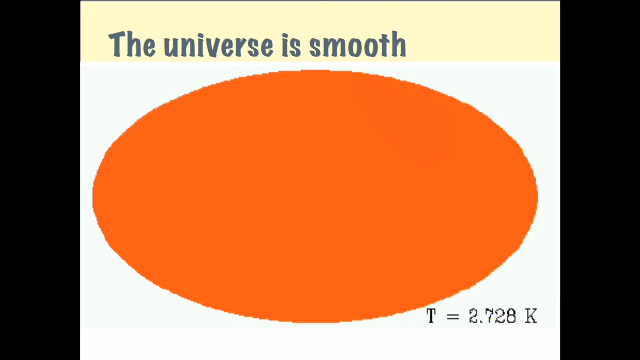 The universe is smooth
T = 2.728 K